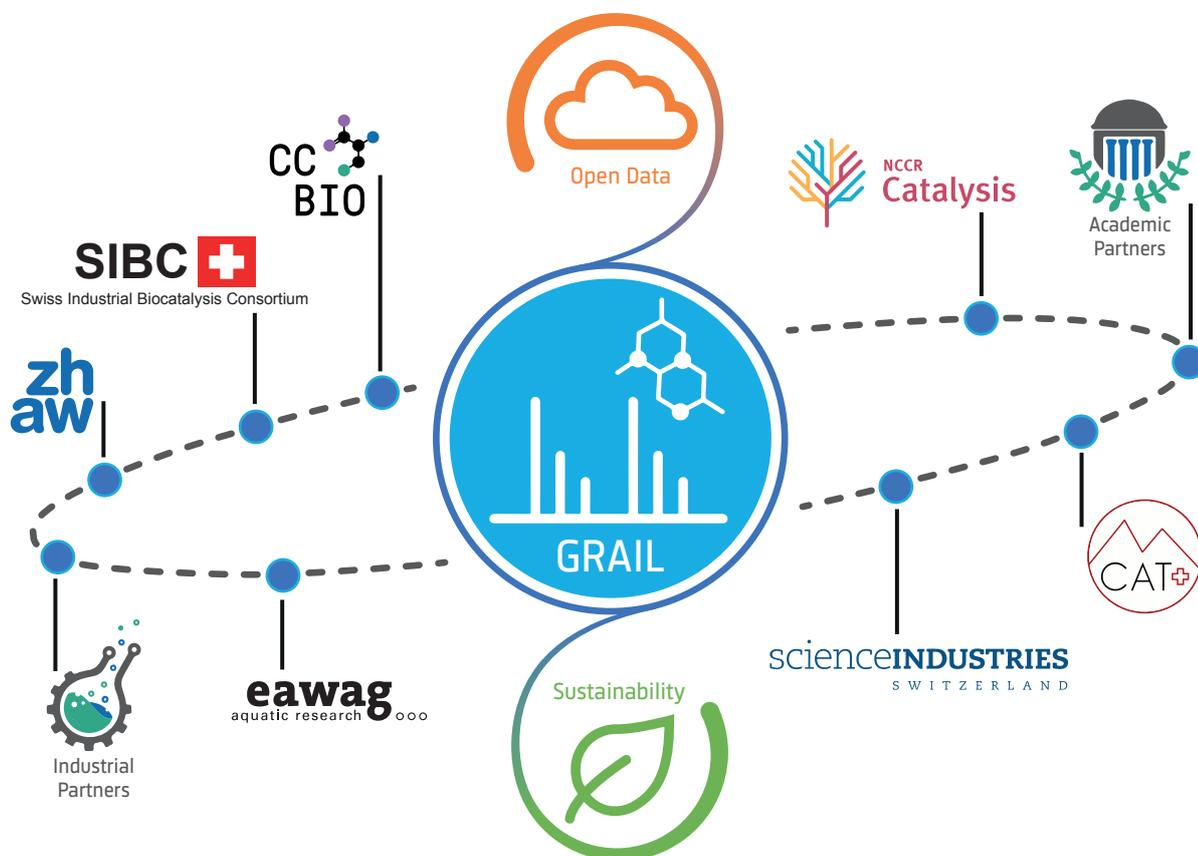 Open Data
CC
BIO
NCCR
Catalysis
Academic
Partners
SIBC
Swiss Industrial Biocatalysis Consortium
zh
aw
GRAIL
CAT
scienceINDUSTRIES
SWITZERLAND
eawag
aquatic research
Sustainability
Industrial
Partners